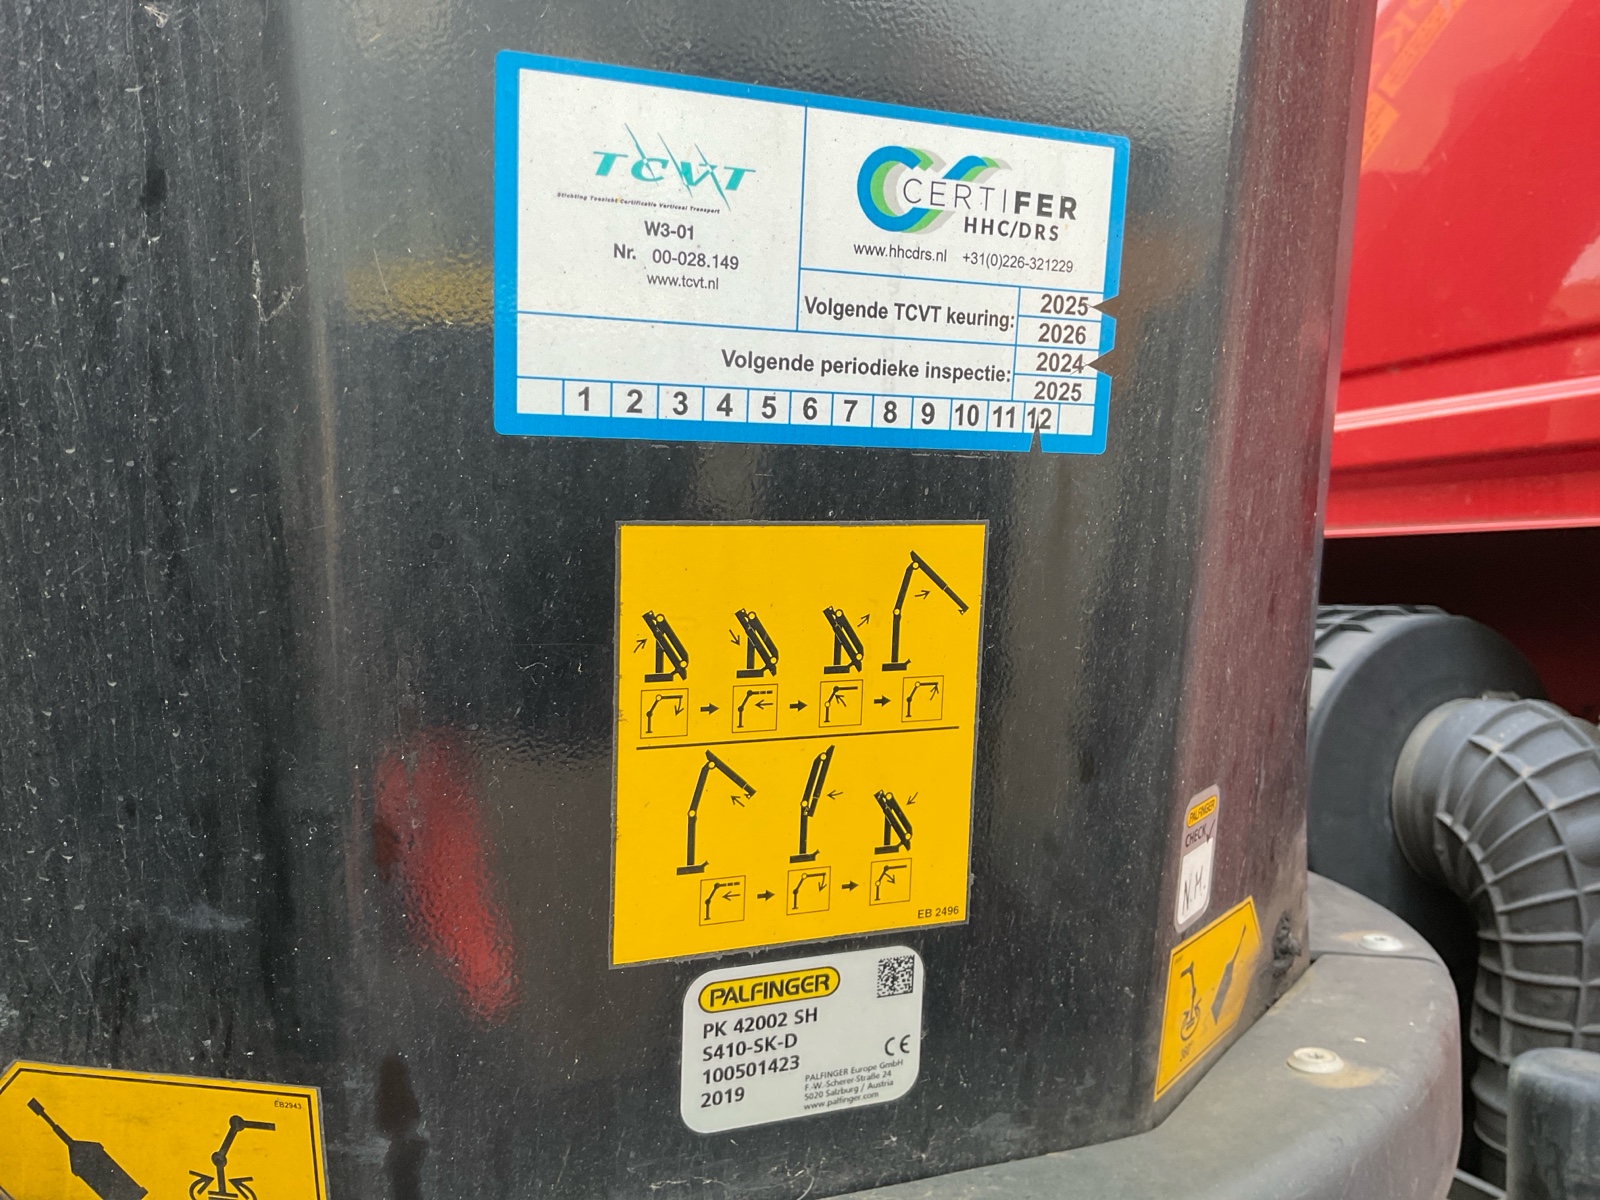 TCVT
Stichting Toezicht Certificatie Verticaal Transport
W3-01
Nr. 00-028.149
www.tcvt.nl
CERTIFER
HHC/DRS
www.hhcdrs.nl +31(0)226-321229
Volgende TCVT keuring:
2025
2026
Volgende periodieke inspectie:
2024
2025
1 2 3 4 5 6 7 8 9 10 11 12
EB 2496
PALFINGER
CHECK
N.M.
PALFINGER
PK 42002 SH
S410-SK-D
100501423
2019
CE
PALFINGER Europe GmbH
F.-W.-Scherer-Straße 24
5020 Salzburg / Austria
www.palfinger.com
360°
EB2943